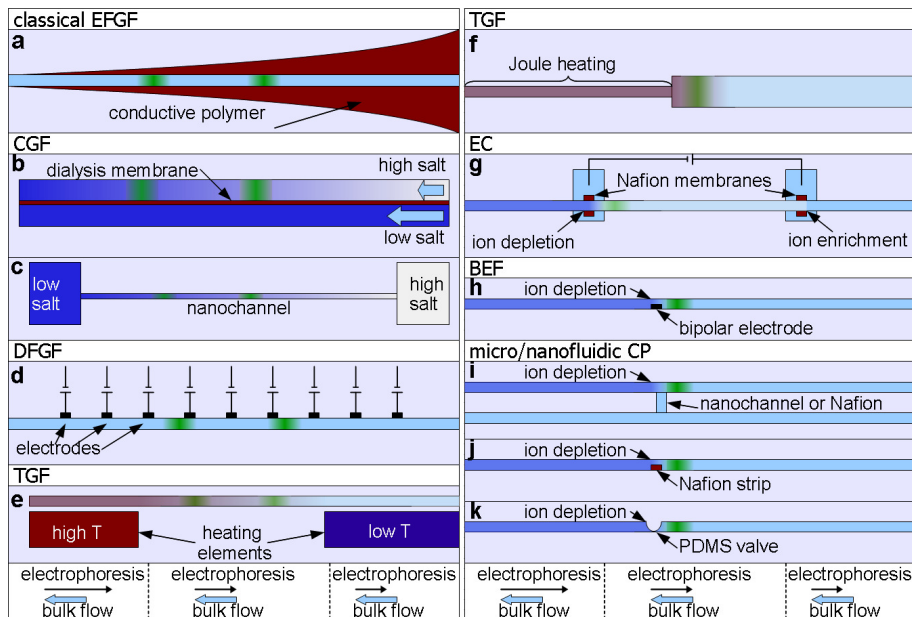 classical EFGF
a
conductive polymer
CGF
b
dialysis membrane
high salt
low salt
c
low
salt
nanochannel
high
salt
DFGF
d
electrodes
TGF
e
high T
heating
elements
low T
electrophoresis
bulk flow
electrophoresis
bulk flow
electrophoresis
bulk flow
TGF
f
Joule heating
EC
g
Nafion membranes
ion depletion
ion enrichment
BEF
h
ion depletion
bipolar electrode
micro/nanofluidic CP
i
ion depletion
nanochannel or Nafion
j
ion depletion
Nafion strip
k
ion depletion
PDMS valve
electrophoresis
bulk flow
electrophoresis
bulk flow
electrophoresis
bulk flow